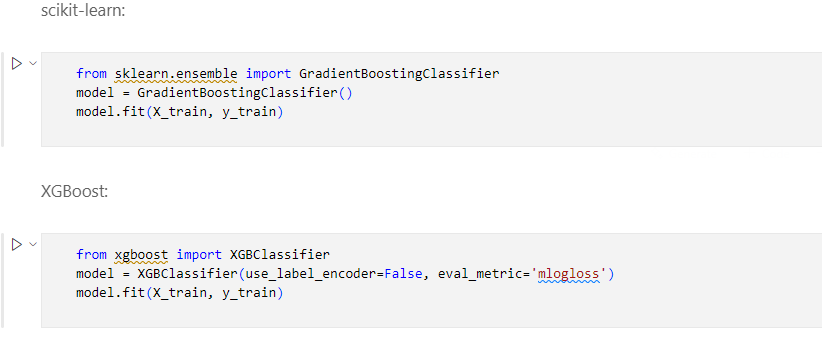 scikit-learn:
from sklearn.ensemble import GradientBoostingClassifier
model = GradientBoostingClassifier()
model.fit(X_train, y_train)
XGBoost:
from xgboost import XGBClassifier
model = XGBClassifier(use_label_encoder=False, eval_metric='mlogloss')
model.fit(X_train, y_train)